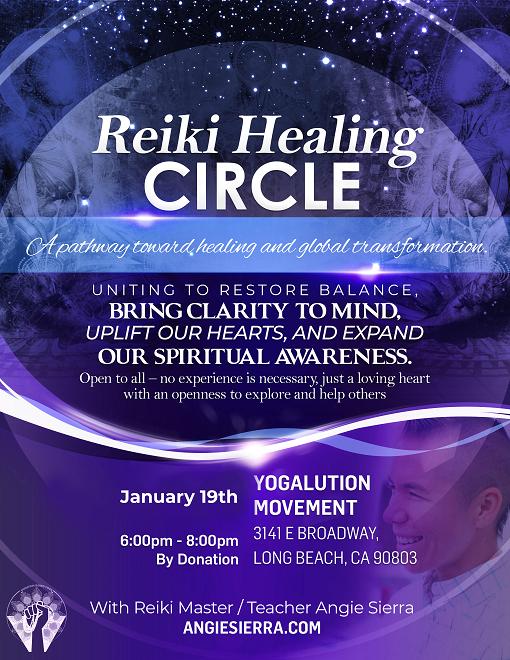 Reiki Healing
CIRCLE
A pathway toward healing and global transformation.
UNITING TO RESTORE BALANCE,
BRING CLARITY TO MIND,
UPLIFT OUR HEARTS, AND EXPAND
OUR SPIRITUAL AWARENESS.
Open to all – no experience is necessary, just a loving heart
with an openness to explore and help others
January 19th
6:00pm - 8:00pm
By Donation
YOGALUTION
MOVEMENT
3141 E BROADWAY,
LONG BEACH, CA 90803
With Reiki Master / Teacher Angie Sierra
ANGIESIERRA.COM